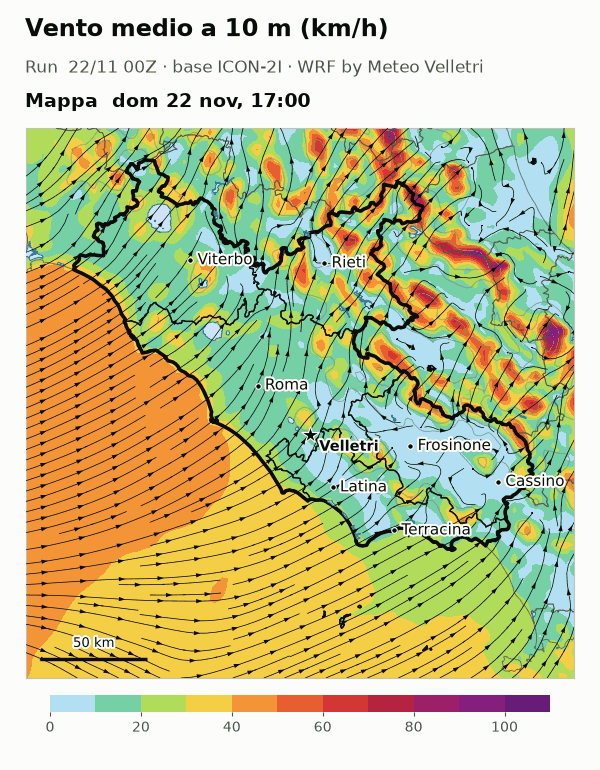 Vento medio a 10 m (km/h)
Run  22/11 00Z · base ICON-2I · WRF by Meteo Velletri
Mappa  dom 22 nov, 17:00
Viterbo
Rieti
Roma
Velletri
Frosinone
Latina
Cassino
Terracina
50 km
0 20 40 60 80 100